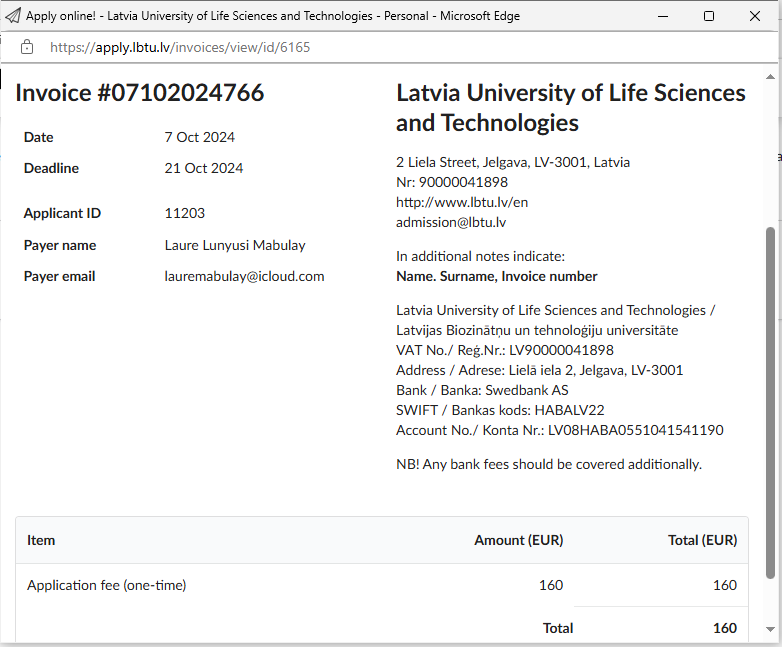 Apply online! - Latvia University of Life Sciences and Technologies - Personal - Microsoft Edge
https://apply.lbtu.lv/invoices/view/id/6165
Invoice #07102024766
Date 7 Oct 2024
Deadline 21 Oct 2024
Applicant ID 11203
Payer name Laure Lunyusi Mabulay
Payer email lauremabulay@icloud.com
Latvia University of Life Sciences
and Technologies
2 Liela Street, Jelgava, LV-3001, Latvia
Nr: 90000041898
http://www.lbtu.lv/en
admission@lbtu.lv
In additional notes indicate:
Name. Surname, Invoice number
Latvia University of Life Sciences and Technologies /
Latvijas Biozinātņu un tehnoloģiju universitāte
VAT No./ Reģ.Nr.: LV90000041898
Address / Adrese: Lielā iela 2, Jelgava, LV-3001
Bank / Banka: Swedbank AS
SWIFT / Bankas kods: HABALV22
Account No./ Konta Nr.: LV08HABA0551041541190
NB! Any bank fees should be covered additionally.
Item Amount (EUR) Total (EUR)
Application fee (one-time) 160 160
Total 160